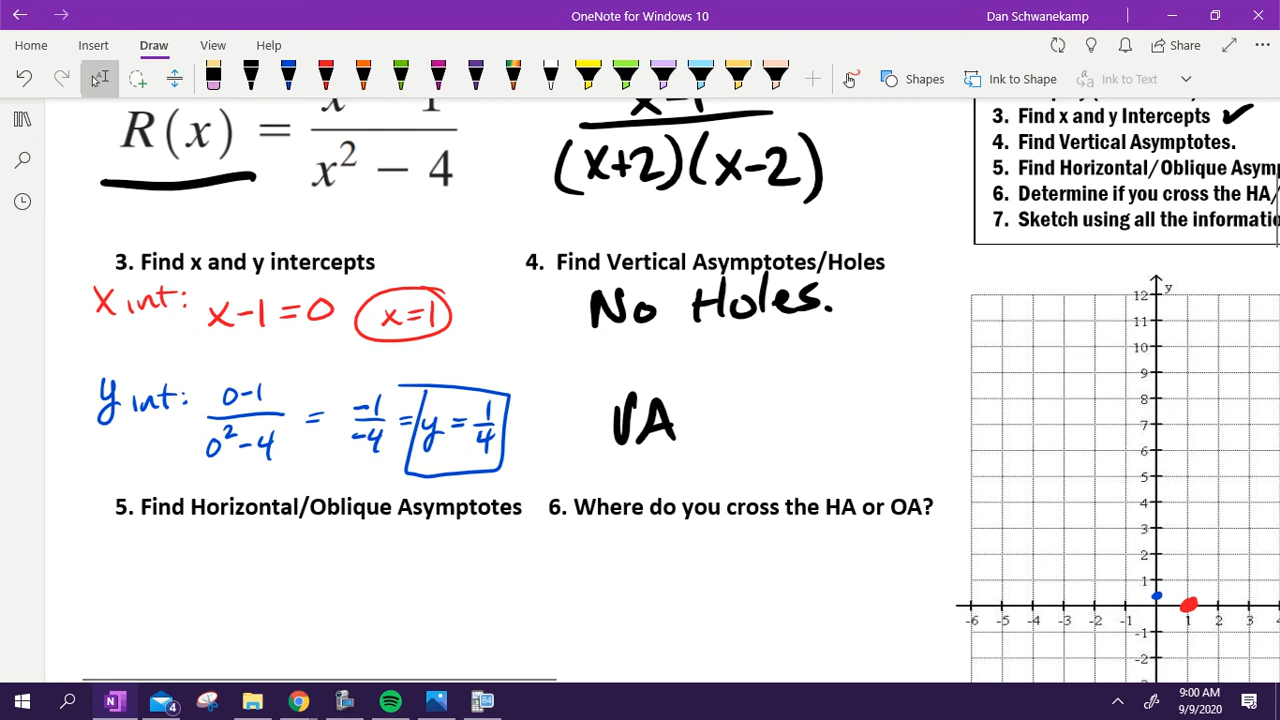 OneNote for Windows 10
Dan Schwanekamp
Home Insert Draw View Help
Share
Shapes Ink to Shape Ink to Text
R(x) = x - 1 / x² - 4
x-1 / (x+2)(x-2)
3. Find x and y Intercepts ✓
4. Find Vertical Asymptotes.
5. Find Horizontal/Oblique Asym
6. Determine if you cross the HA/
7. Sketch using all the informatio
3. Find x and y intercepts
x int: x-1=0 x=1
y int: 0-1 / 0²-4 = -1/-4 = y = 1/4
4. Find Vertical Asymptotes/Holes
No Holes.
VA
5. Find Horizontal/Oblique Asymptotes
6. Where do you cross the HA or OA?
y
12
11
10
9
8
7
6
5
4
3
2
1
-6 -5 -4 -3 -2 -1 1 2 3
-1
-2
4
84
9:00 AM
9/9/2020